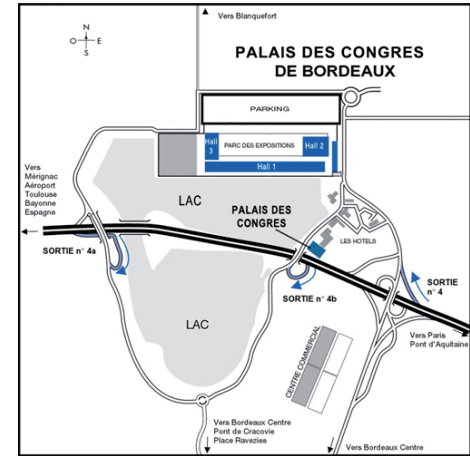 Vers Blanquefort
N
O
E
S
PALAIS DES CONGRES
DE BORDEAUX
PARKING
Hall
3
PARC DES EXPOSITIONS
Hall 2
Hall 1
Vers
Mérignac
Aéroport
Toulouse
Bayonne
Espagne
LAC
PALAIS DES
CONGRES
LES HOTELS
SORTIE n° 4a
SORTIE
n° 4
SORTIE n° 4b
LAC
Vers Paris
Pont d'Aquitaine
CENTRE COMMERCIAL
Vers Bordeaux Centre
Pont de Cracovie
Place Ravezies
Vers Bordeaux Centre